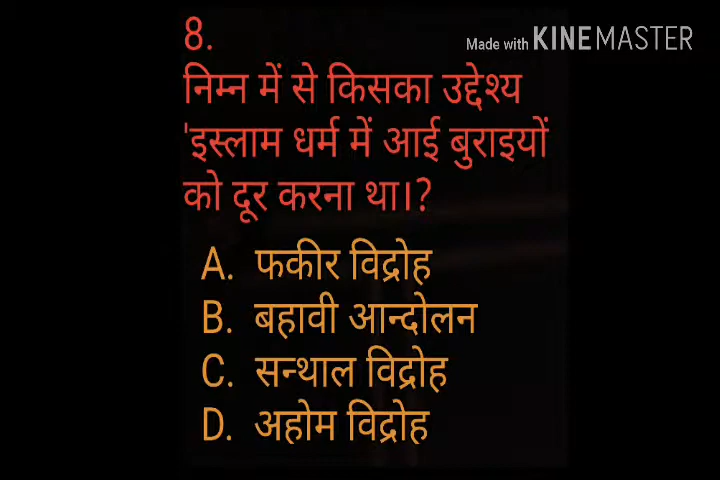 8.
Made with KINEMASTER
निम्न में से किसका उद्देश्य
'इस्लाम धर्म में आई बुराइयों
को दूर करना था।?
A. फकीर विद्रोह
B. बहावी आन्दोलन
C. सन्थाल विद्रोह
D. अहोम विद्रोह